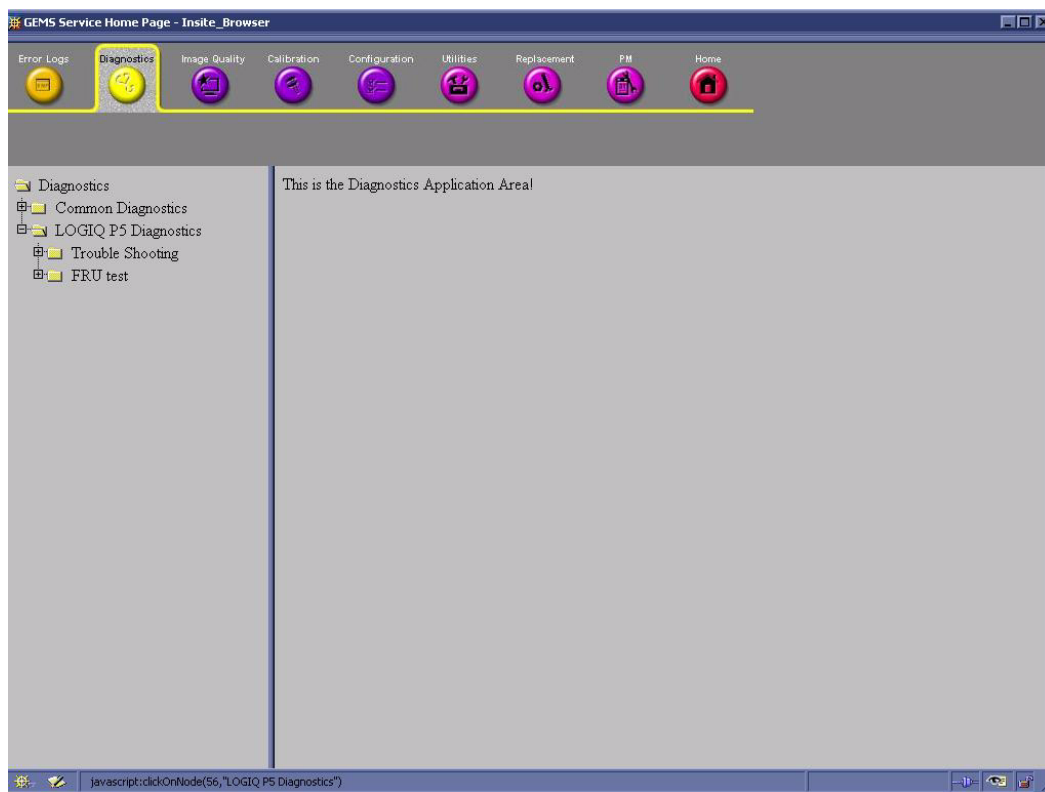 GEMS Service Home Page - Insite_Browser
Error Logs Diagnostics Image Quality Calibration Configuration Utilities Replacement PM Home
Diagnostics
Common Diagnostics
LOGIQ P5 Diagnostics
Trouble Shooting
FRU test
This is the Diagnostics Application Area!
javascript:clickOnNode(56,"LOGIQ P5 Diagnostics")